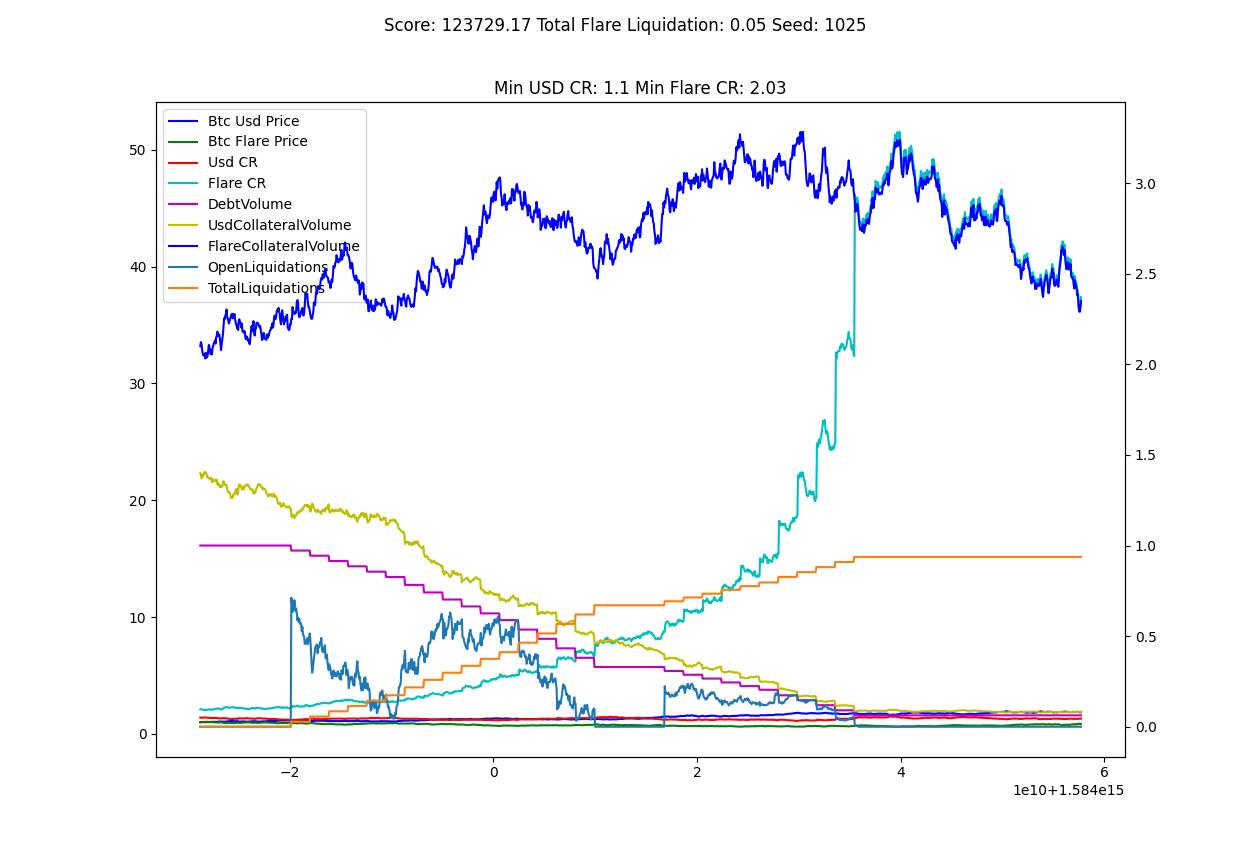 Score: 123729.17 Total Flare Liquidation: 0.05 Seed: 1025
Min USD CR: 1.1 Min Flare CR: 2.03
Btc Usd Price
Btc Flare Price
Usd CR
Flare CR
DebtVolume
UsdCollateralVolume
FlareCollateralVolume
OpenLiquidations
TotalLiquidations
50
40
30
20
10
0
3.0
2.5
2.0
1.5
1.0
0.5
0.0
−2 0 2 4 6
1e10+1.584e15